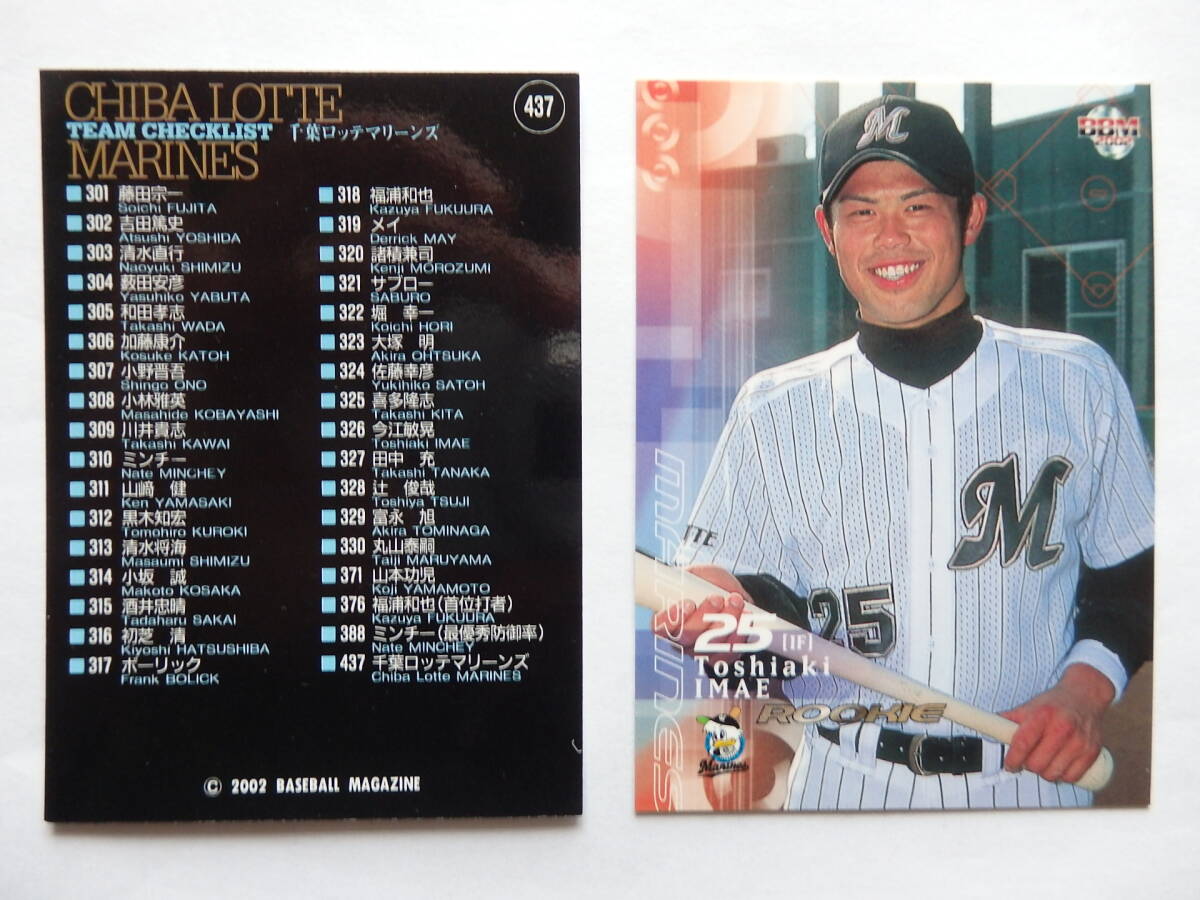 CHIBA LOTTE
437
TEAM CHECKLIST 千葉ロッテマリーンズ
MARINES
301 藤田宗一
Soichi FUJITA
302 吉田篤史
Atsushi YOSHIDA
303 清水直行
Naoyuki SHIMIZU
304 薮田安彦
Yasuhiko YABUTA
305 和田孝志
Takashi WADA
306 加藤康介
Kosuke KATOH
307 小野晋吾
Shingo ONO
308 小林雅英
Masahide KOBAYASHI
309 川井貴志
Takashi KAWAI
310 ミンチー
Nate MINCHEY
311 山﨑 健
Ken YAMASAKI
312 黒木知宏
Tomohiro KUROKI
313 清水将海
Masaumi SHIMIZU
314 小坂 誠
Makoto KOSAKA
315 酒井忠晴
Tadaharu SAKAI
316 初芝 清
Kiyoshi HATSUSHIBA
317 ボーリック
Frank BOLICK
318 福浦和也
Kazuya FUKUURA
319 メイ
Derrick MAY
320 諸積兼司
Kenji MOROZUMI
321 サブロー
SABURO
322 堀 幸一
Koichi HORI
323 大塚 明
Akira OHTSUKA
324 佐藤幸彦
Yukihiko SATOH
325 喜多隆志
Takashi KITA
326 今江敏晃
Toshiaki IMAE
327 田中 充
Takashi TANAKA
328 辻 俊哉
Toshiya TSUJI
329 富永 旭
Akira TOMINAGA
330 丸山泰嗣
Taiji MARUYAMA
371 山本功児
Koji YAMAMOTO
376 福浦和也(首位打者)
Kazuya FUKUURA
388 ミンチー(最優秀防御率)
Nate MINCHEY
437 千葉ロッテマリーンズ
Chiba Lotte MARINES
© 2002 BASEBALL MAGAZINE
BBM
2002
M
M
TTE
25
MARINES
25 [IF]
Toshiaki
IMAE
ROOKIE
Marines